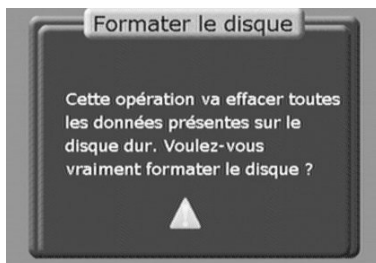 Formater le disque
Cette opération va effacer toutes
les données présentes sur le
disque dur. Voulez-vous
vraiment formater le disque ?